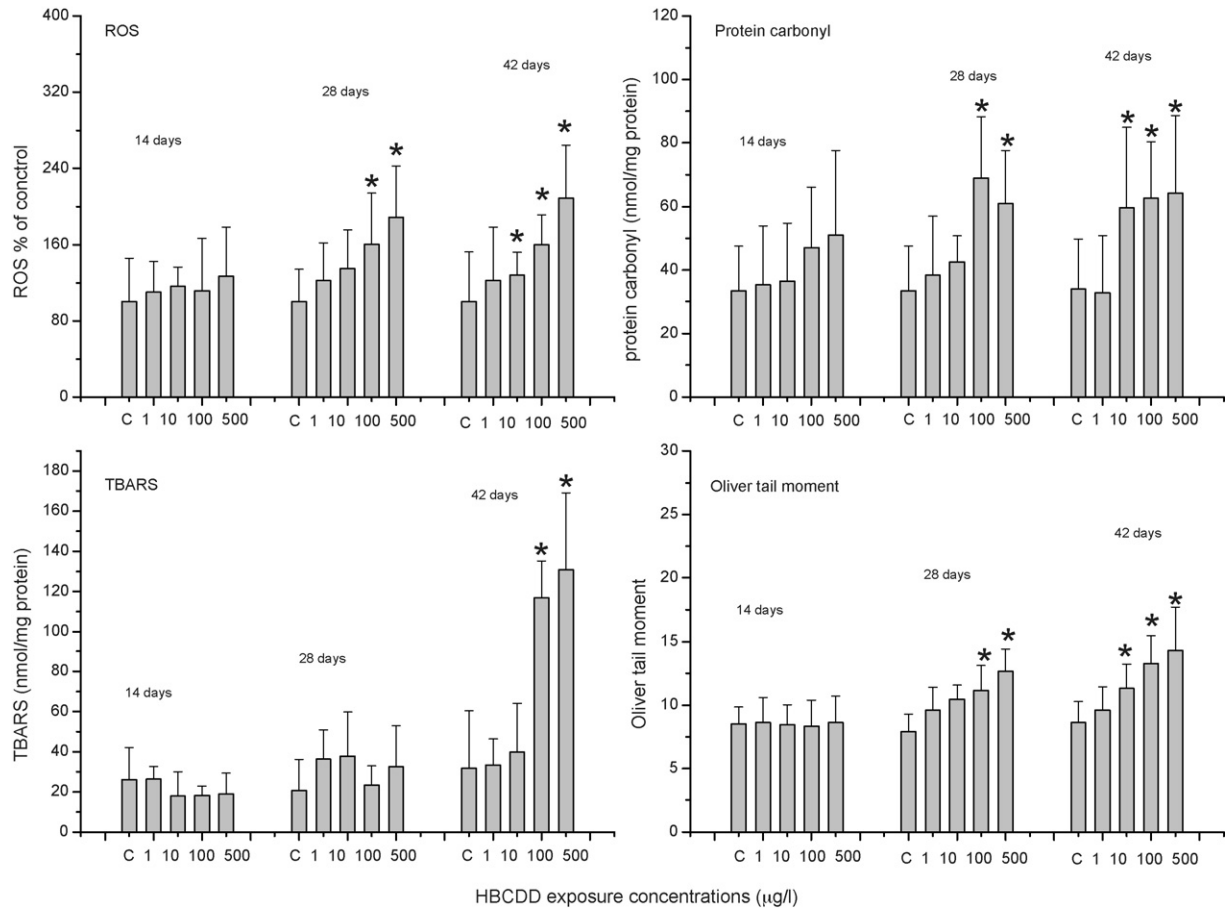 ROS
14 days
28 days
42 days
* * * * *
ROS % of conctrol
400
320
240
160
80
0
C 1 10 100 500 C 1 10 100 500 C 1 10 100 500
Protein carbonyl
14 days
28 days
42 days
* * * * *
protein carbonyl (nmol/mg protein)
120
100
80
60
40
20
0
C 1 10 100 500 C 1 10 100 500 C 1 10 100 500
TBARS
14 days
28 days
42 days
* *
TBARS (nmol/mg protein)
180
160
140
120
100
80
60
40
20
0
C 1 10 100 500 C 1 10 100 500 C 1 10 100 500
Oliver tail moment
14 days
28 days
42 days
* * * * *
Oliver tail moment
30
25
20
15
10
5
0
C 1 10 100 500 C 1 10 100 500 C 1 10 100 500
HBCDD exposure concentrations (μg/l)